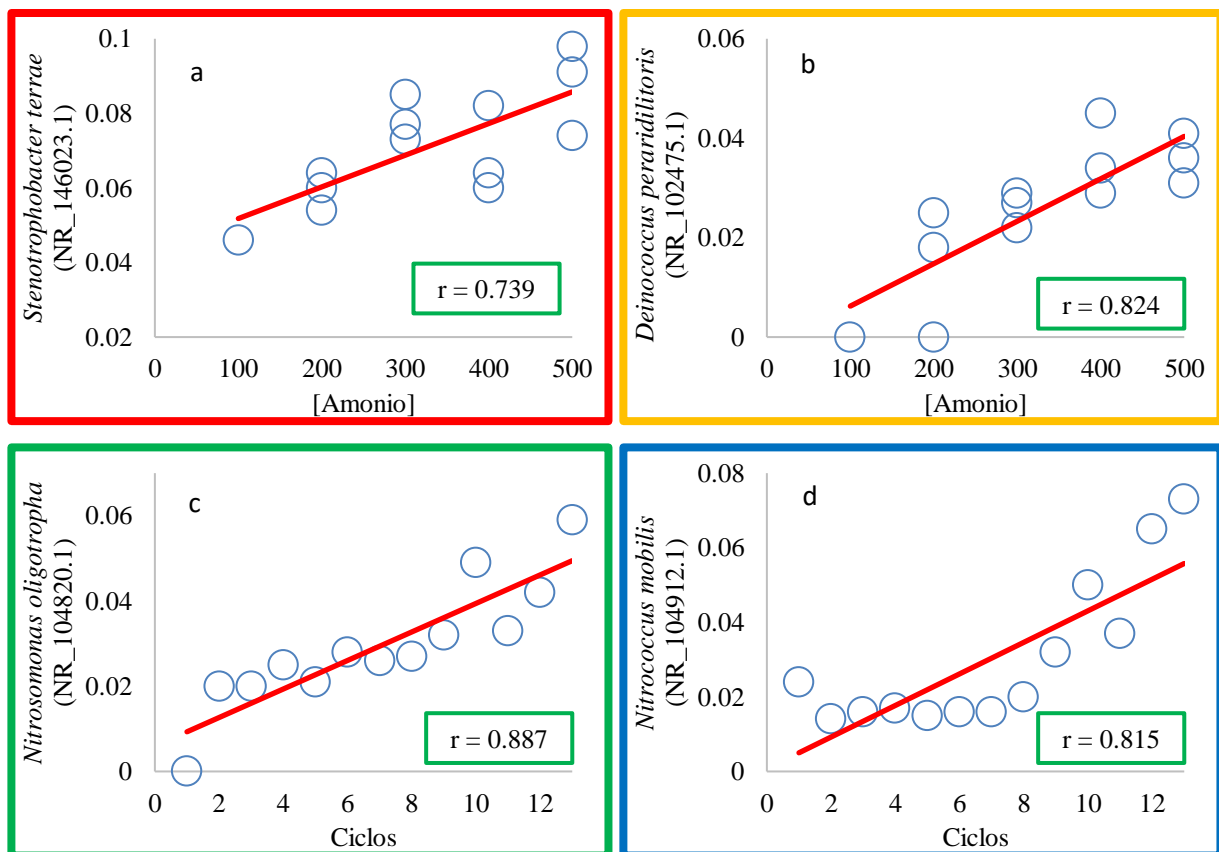 a
Stenotrophobacter terrae
(NR_146023.1)
0.1
0.08
0.06
0.04
0.02
r = 0.739
0 100 200 300 400 500
[Amonio]
b
Deinococcus peraridilitoris
(NR_102475.1)
0.06
0.04
0.02
0
r = 0.824
0 100 200 300 400 500
[Amonio]
c
Nitrosomonas oligotropha
(NR_104820.1)
0.06
0.04
0.02
0
r = 0.887
0 2 4 6 8 10 12
Ciclos
d
Nitrococcus mobilis
(NR_104912.1)
0.08
0.06
0.04
0.02
0
r = 0.815
0 2 4 6 8 10 12
Ciclos